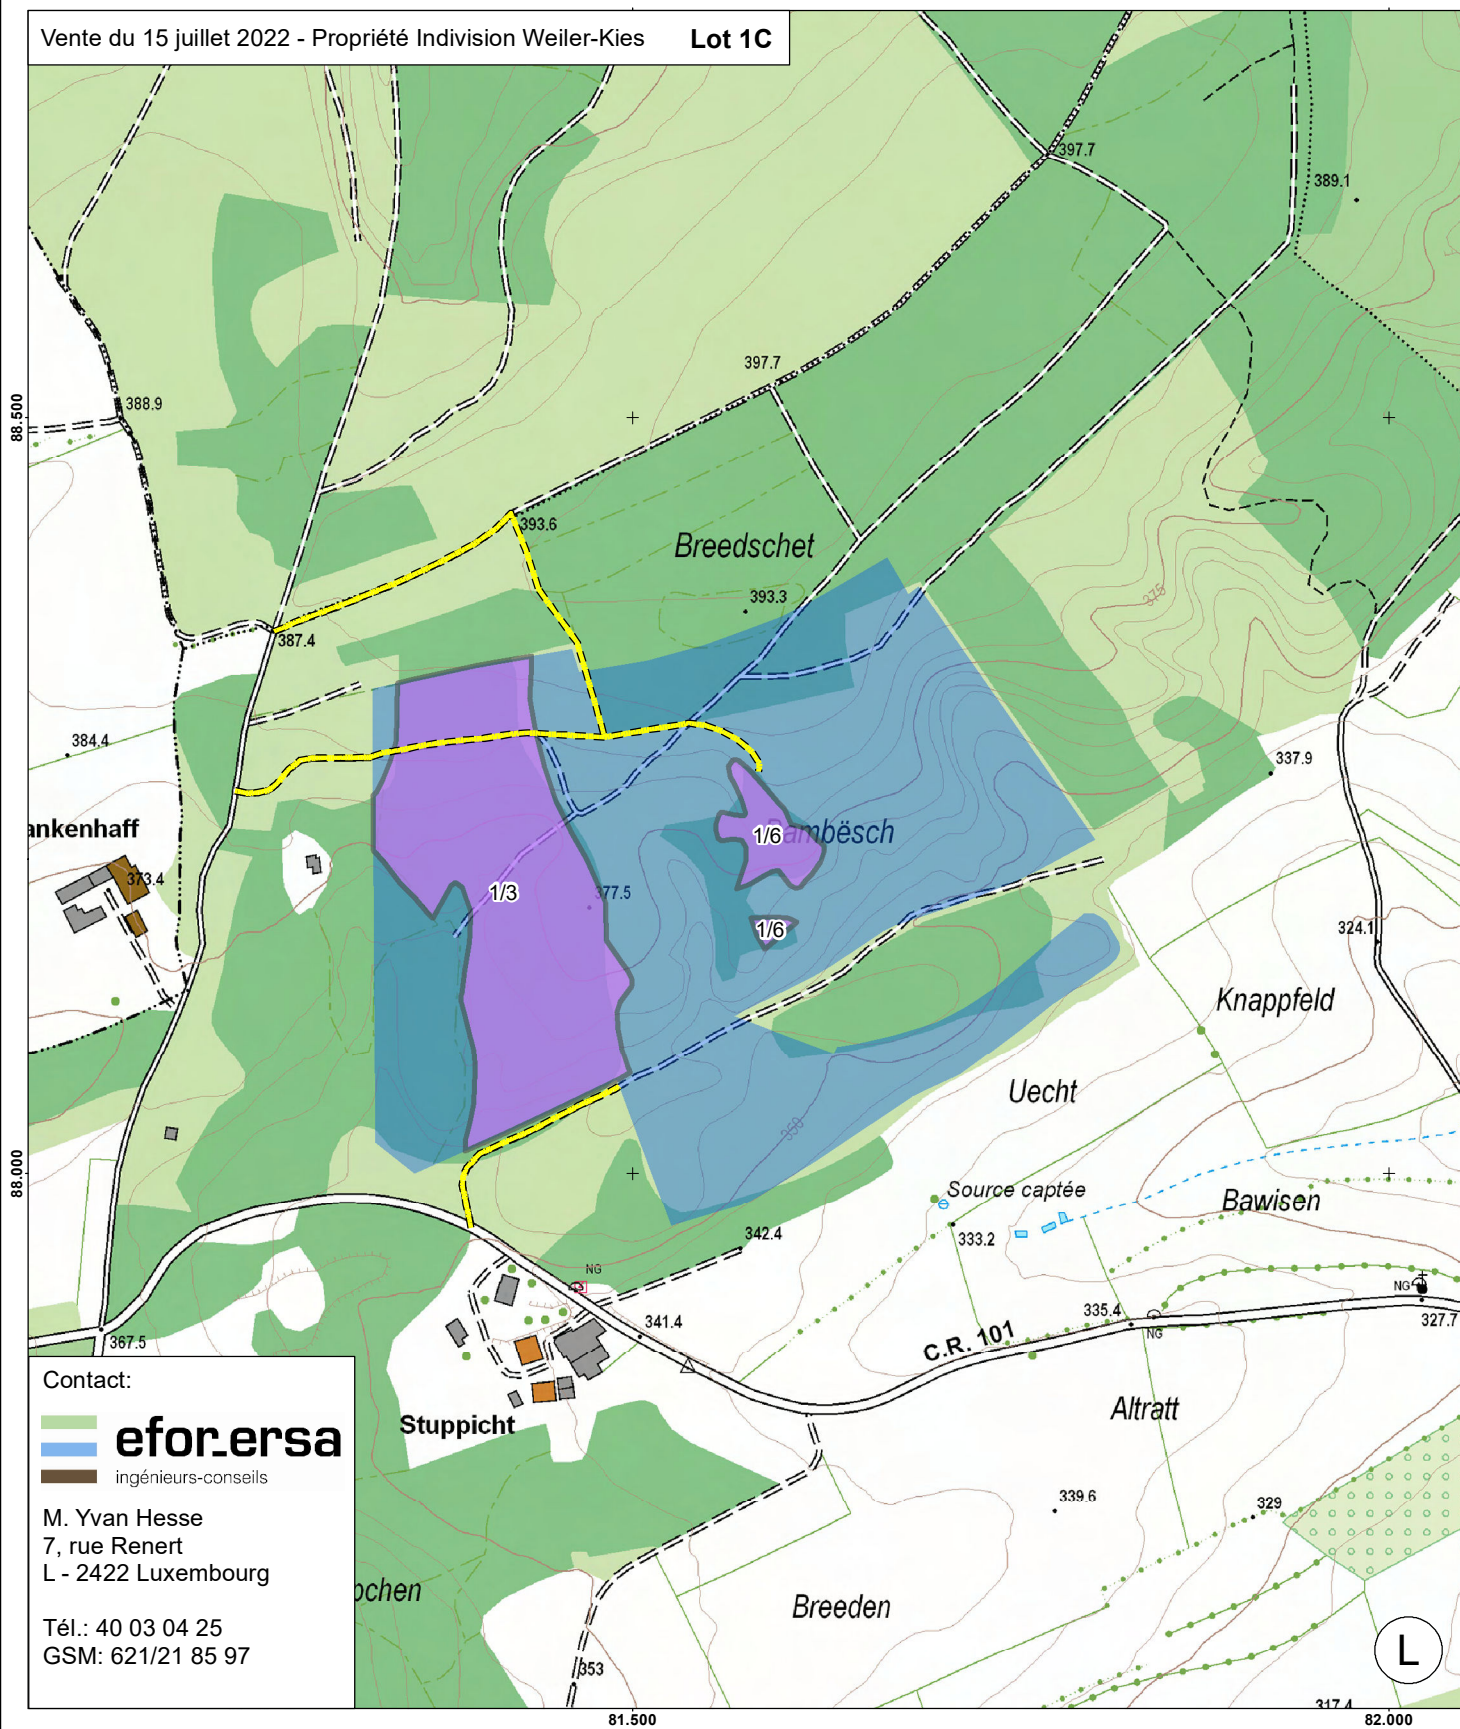 Vente du 15 juillet 2022 - Propriété Indivision Weiler-Kies Lot 1C
397.7
389.1
397.7
388.9
88.500
393.6
Breedschet
375
393.3
387.4
384.4
337.9
ankenhaff
Bambësch
1/6
373.4
1/3
377.5
1/6
324.1
Knappfeld
Uecht
350
88.000
Source captée
Bawisen
333.2
342.4
NG
NG
335.4
327.7
341.4
C.R. 101
NG
367.5
Altratt
Stuppicht
Contact:
efor_ersa
ingénieurs-conseils
339.6
329
M. Yvan Hesse
7, rue Renert
L - 2422 Luxembourg
Tél.: 40 03 04 25
GSM: 621/21 85 97
pchen
Breeden
L
353
317.4
81.500
82.000